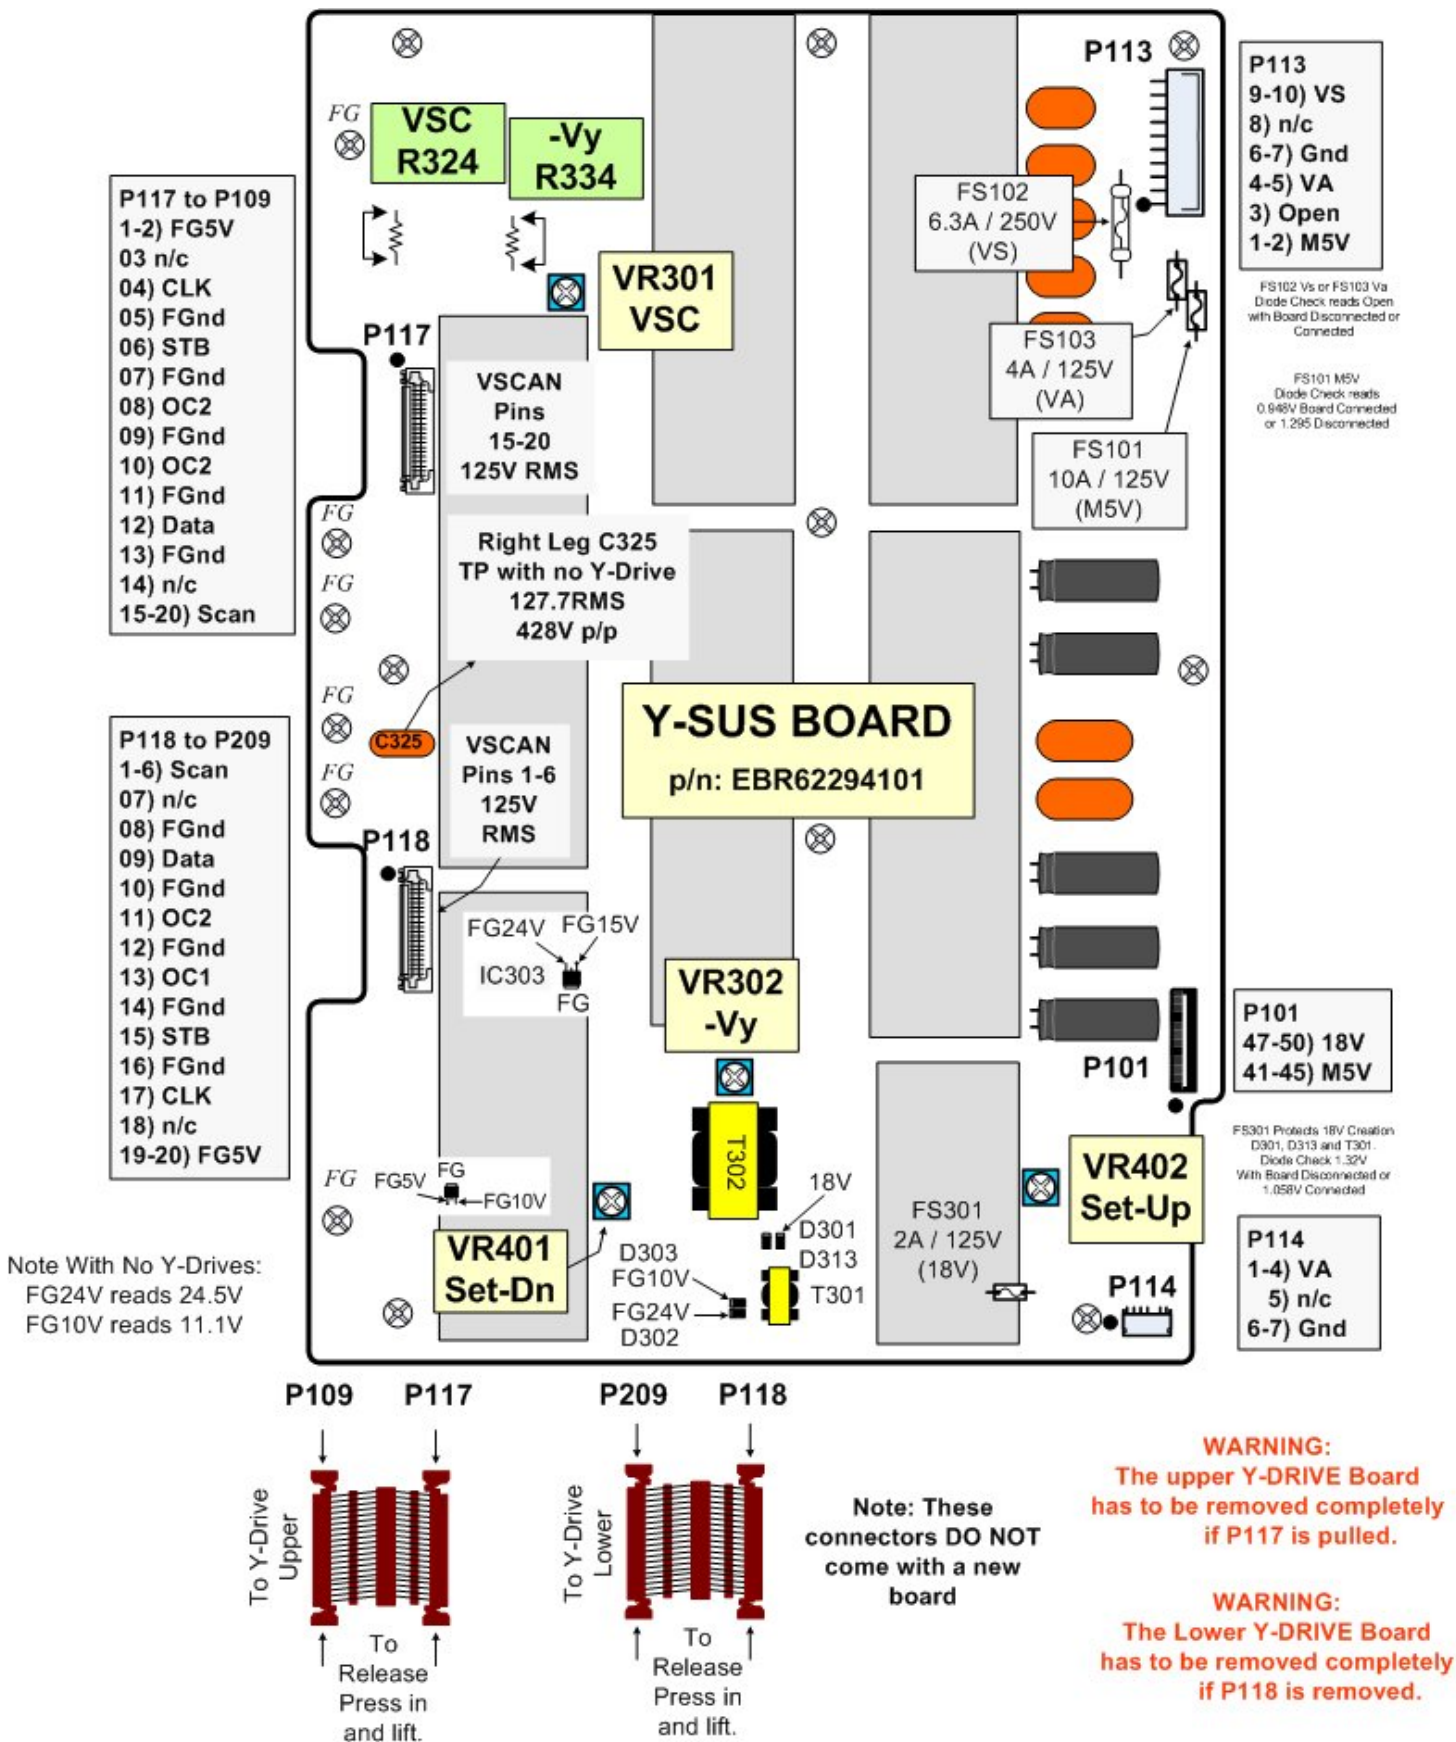 P113
P113
9-10) VS
8) n/c
6-7) Gnd
4-5) VA
3) Open
1-2) M5V
FG
VSC
R324
-Vy
R334
FS102
6.3A / 250V
(VS)
P117 to P109
1-2) FG5V
03 n/c
04) CLK
05) FGnd
06) STB
07) FGnd
08) OC2
09) FGnd
10) OC2
11) FGnd
12) Data
13) FGnd
14) n/c
15-20) Scan
VR301
VSC
FS102 Vs or FS103 Va
Diode Check reads Open
with Board Disconnected or
Connected
P117
FS103
4A / 125V
(VA)
FS101 M5V
Diode Check reads
0.948V Board Connected
or 1.295 Disconnected
VSCAN
Pins
15-20
125V RMS
FS101
10A / 125V
(M5V)
FG
Right Leg C325
TP with no Y-Drive
127.7RMS
428V p/p
FG
FG
C325
FG
Y-SUS BOARD
p/n: EBR62294101
P118 to P209
1-6) Scan
07) n/c
08) FGnd
09) Data
10) FGnd
11) OC2
12) FGnd
13) OC1
14) FGnd
15) STB
16) FGnd
17) CLK
18) n/c
19-20) FG5V
VSCAN
Pins 1-6
125V
RMS
P118
FG24V
FG15V
IC303
FG
VR302
-Vy
P101
P101
47-50) 18V
41-45) M5V
T302
FS301 Protects 18V Creation
D301, D313 and T301.
Diode Check 1.32V
With Board Disconnected or
1.058V Connected
VR402
Set-Up
FG
FG
FG5V
FG10V
18V
FS301
2A / 125V
(18V)
VR401
Set-Dn
D301
D303
D313
FG10V
T301
FG24V
D302
P114
P114
1-4) VA
5) n/c
6-7) Gnd
Note With No Y-Drives:
FG24V reads 24.5V
FG10V reads 11.1V
P109
P117
P209
P118
To Y-Drive
Upper
To
Release
Press in
and lift.
To Y-Drive
Lower
To
Release
Press in
and lift.
Note: These
connectors DO NOT
come with a new
board
WARNING:
The upper Y-DRIVE Board
has to be removed completely
if P117 is pulled.
WARNING:
The Lower Y-DRIVE Board
has to be removed completely
if P118 is removed.